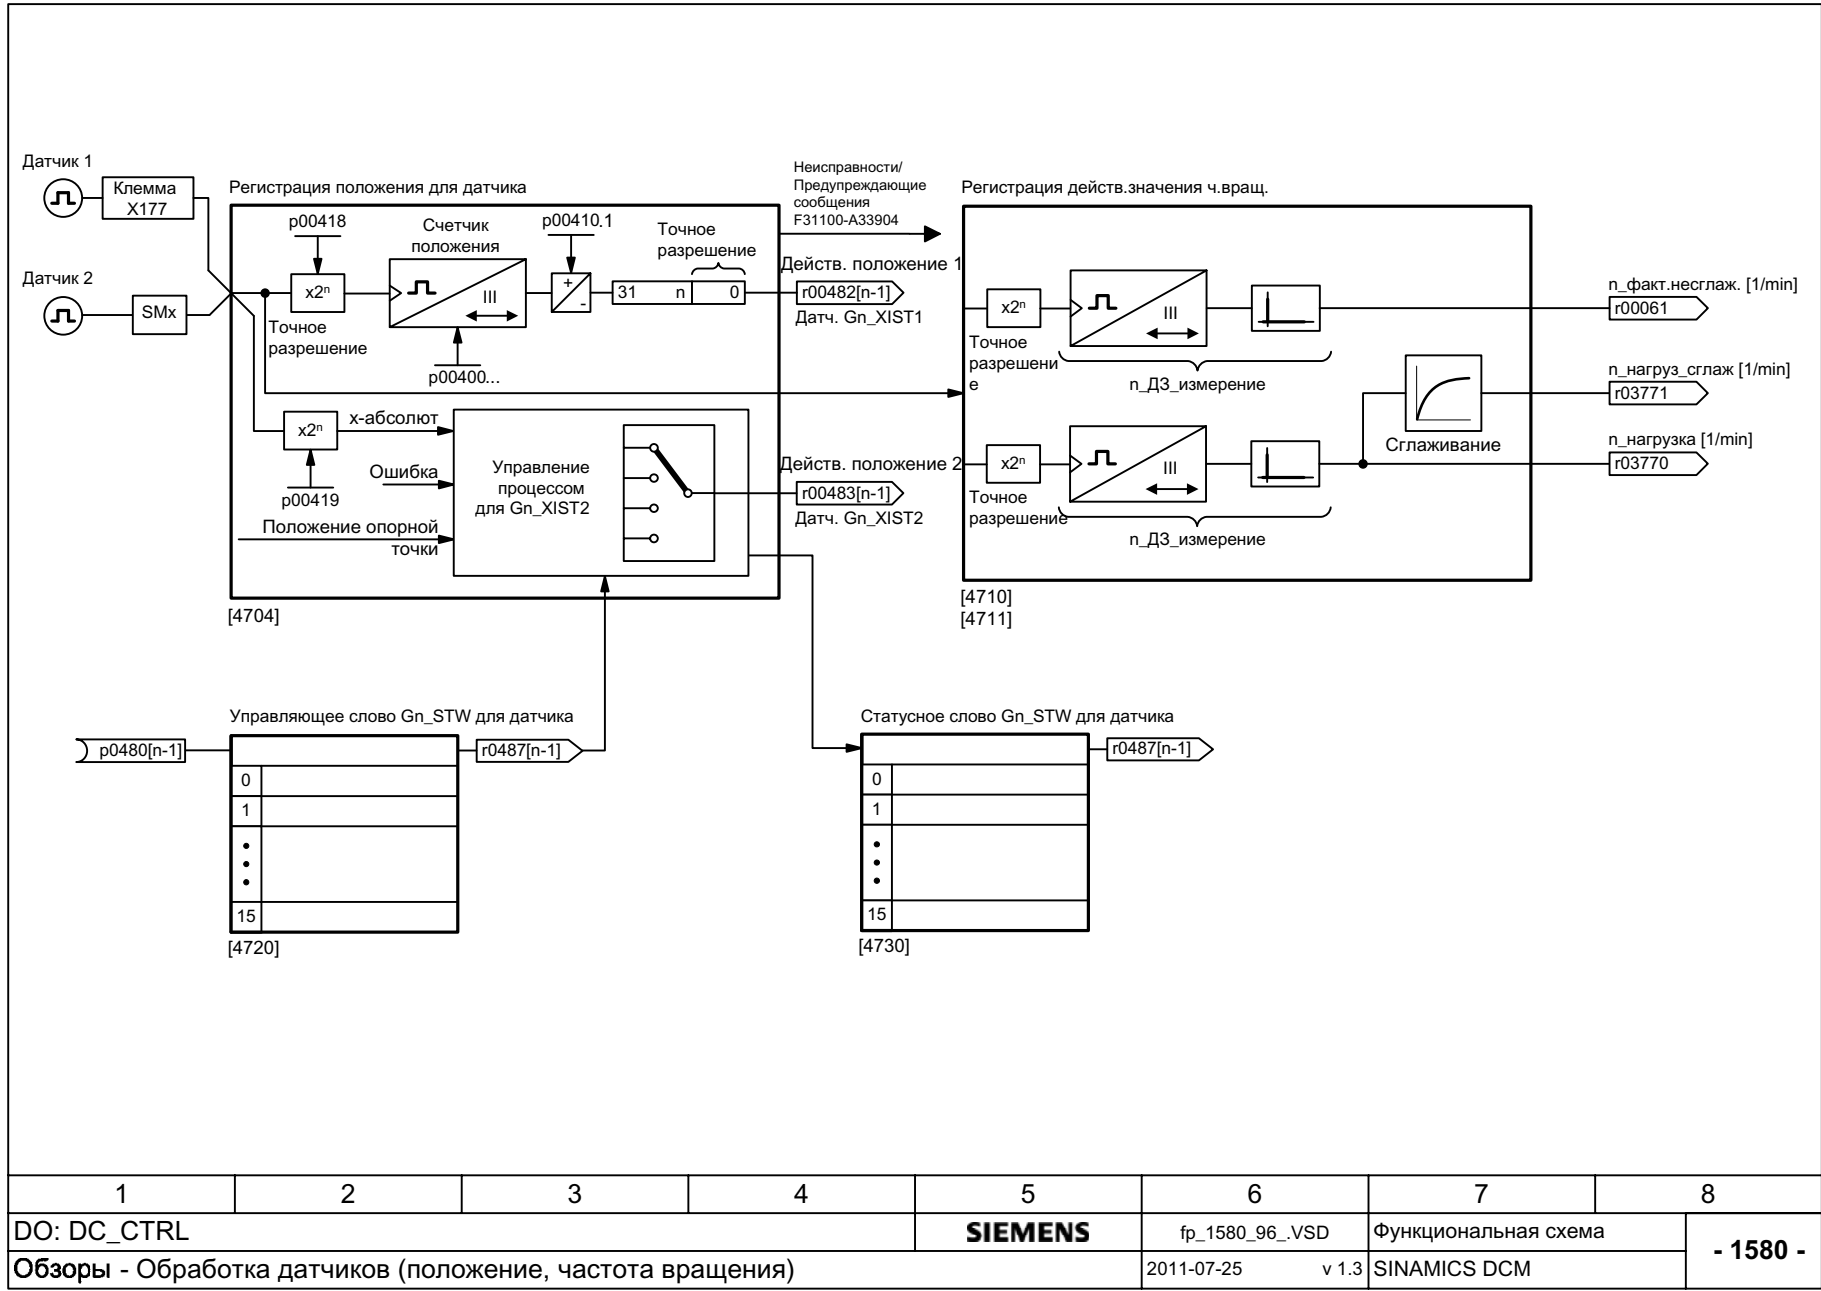 Датчик 1
Клемма
X177
Датчик 2
SMx
Регистрация положения для датчика
p00418
x2ⁿ
Точное
разрешение
Счетчик
положения
III
p00400...
p00410.1
+
-
Точное
разрешение
31 n 0
Неисправности/
Предупреждающие
сообщения
F31100-A33904
Действ. положение 1
r00482[n-1]
Датч. Gn_XIST1
x2ⁿ
p00419
x-абсолют
Ошибка
Положение опорной
точки
Управление
процессом
для Gn_XIST2
Действ. положение 2
r00483[n-1]
Датч. Gn_XIST2
[4704]
Регистрация действ.значения ч.вращ.
x2ⁿ
Точное
разрешени
е
III
n_ДЗ_измерение
x2ⁿ
Точное
разрешение
III
n_ДЗ_измерение
Сглаживание
[4710]
[4711]
n_факт.несглаж. [1/min]
r00061
n_нагруз_сглаж [1/min]
r03771
n_нагрузка [1/min]
r03770
Управляющее слово Gn_STW для датчика
p0480[n-1]
r0487[n-1]
0
1
15
[4720]
Статусное слово Gn_STW для датчика
r0487[n-1]
0
1
15
[4730]
1 2 3 4 5 6 7 8
DO: DC_CTRL
SIEMENS
fp_1580_96_.VSD
Функциональная схема
- 1580 -
Обзоры - Обработка датчиков (положение, частота вращения)
2011-07-25 v 1.3
SINAMICS DCM